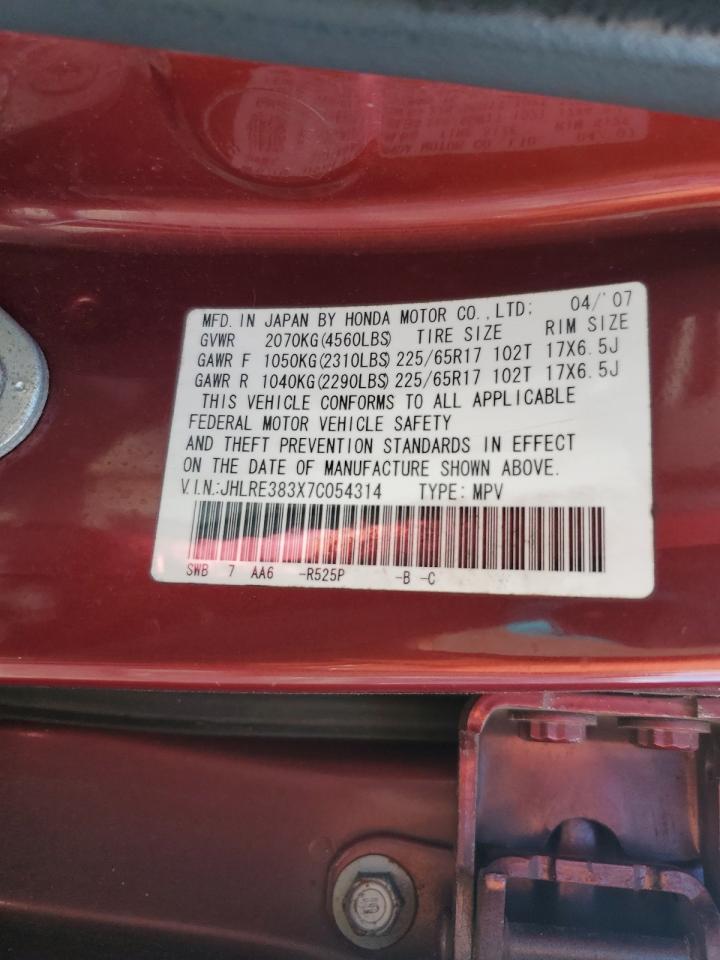 MFD. IN JAPAN BY HONDA MOTOR CO.,LTD: 04/'07
GVWR 2070KG(4560LBS) TIRE SIZE RIM SIZE
GAWR F 1050KG(2310LBS) 225/65R17 102T 17X6.5J
GAWR R 1040KG(2290LBS) 225/65R17 102T 17X6.5J
THIS VEHICLE CONFORMS TO ALL APPLICABLE
FEDERAL MOTOR VEHICLE SAFETY
AND THEFT PREVENTION STANDARDS IN EFFECT
ON THE DATE OF MANUFACTURE SHOWN ABOVE.
V.I.N.:JHLRE383X7C054314 TYPE: MPV
SWB 7 AA6 -R525P -B -C